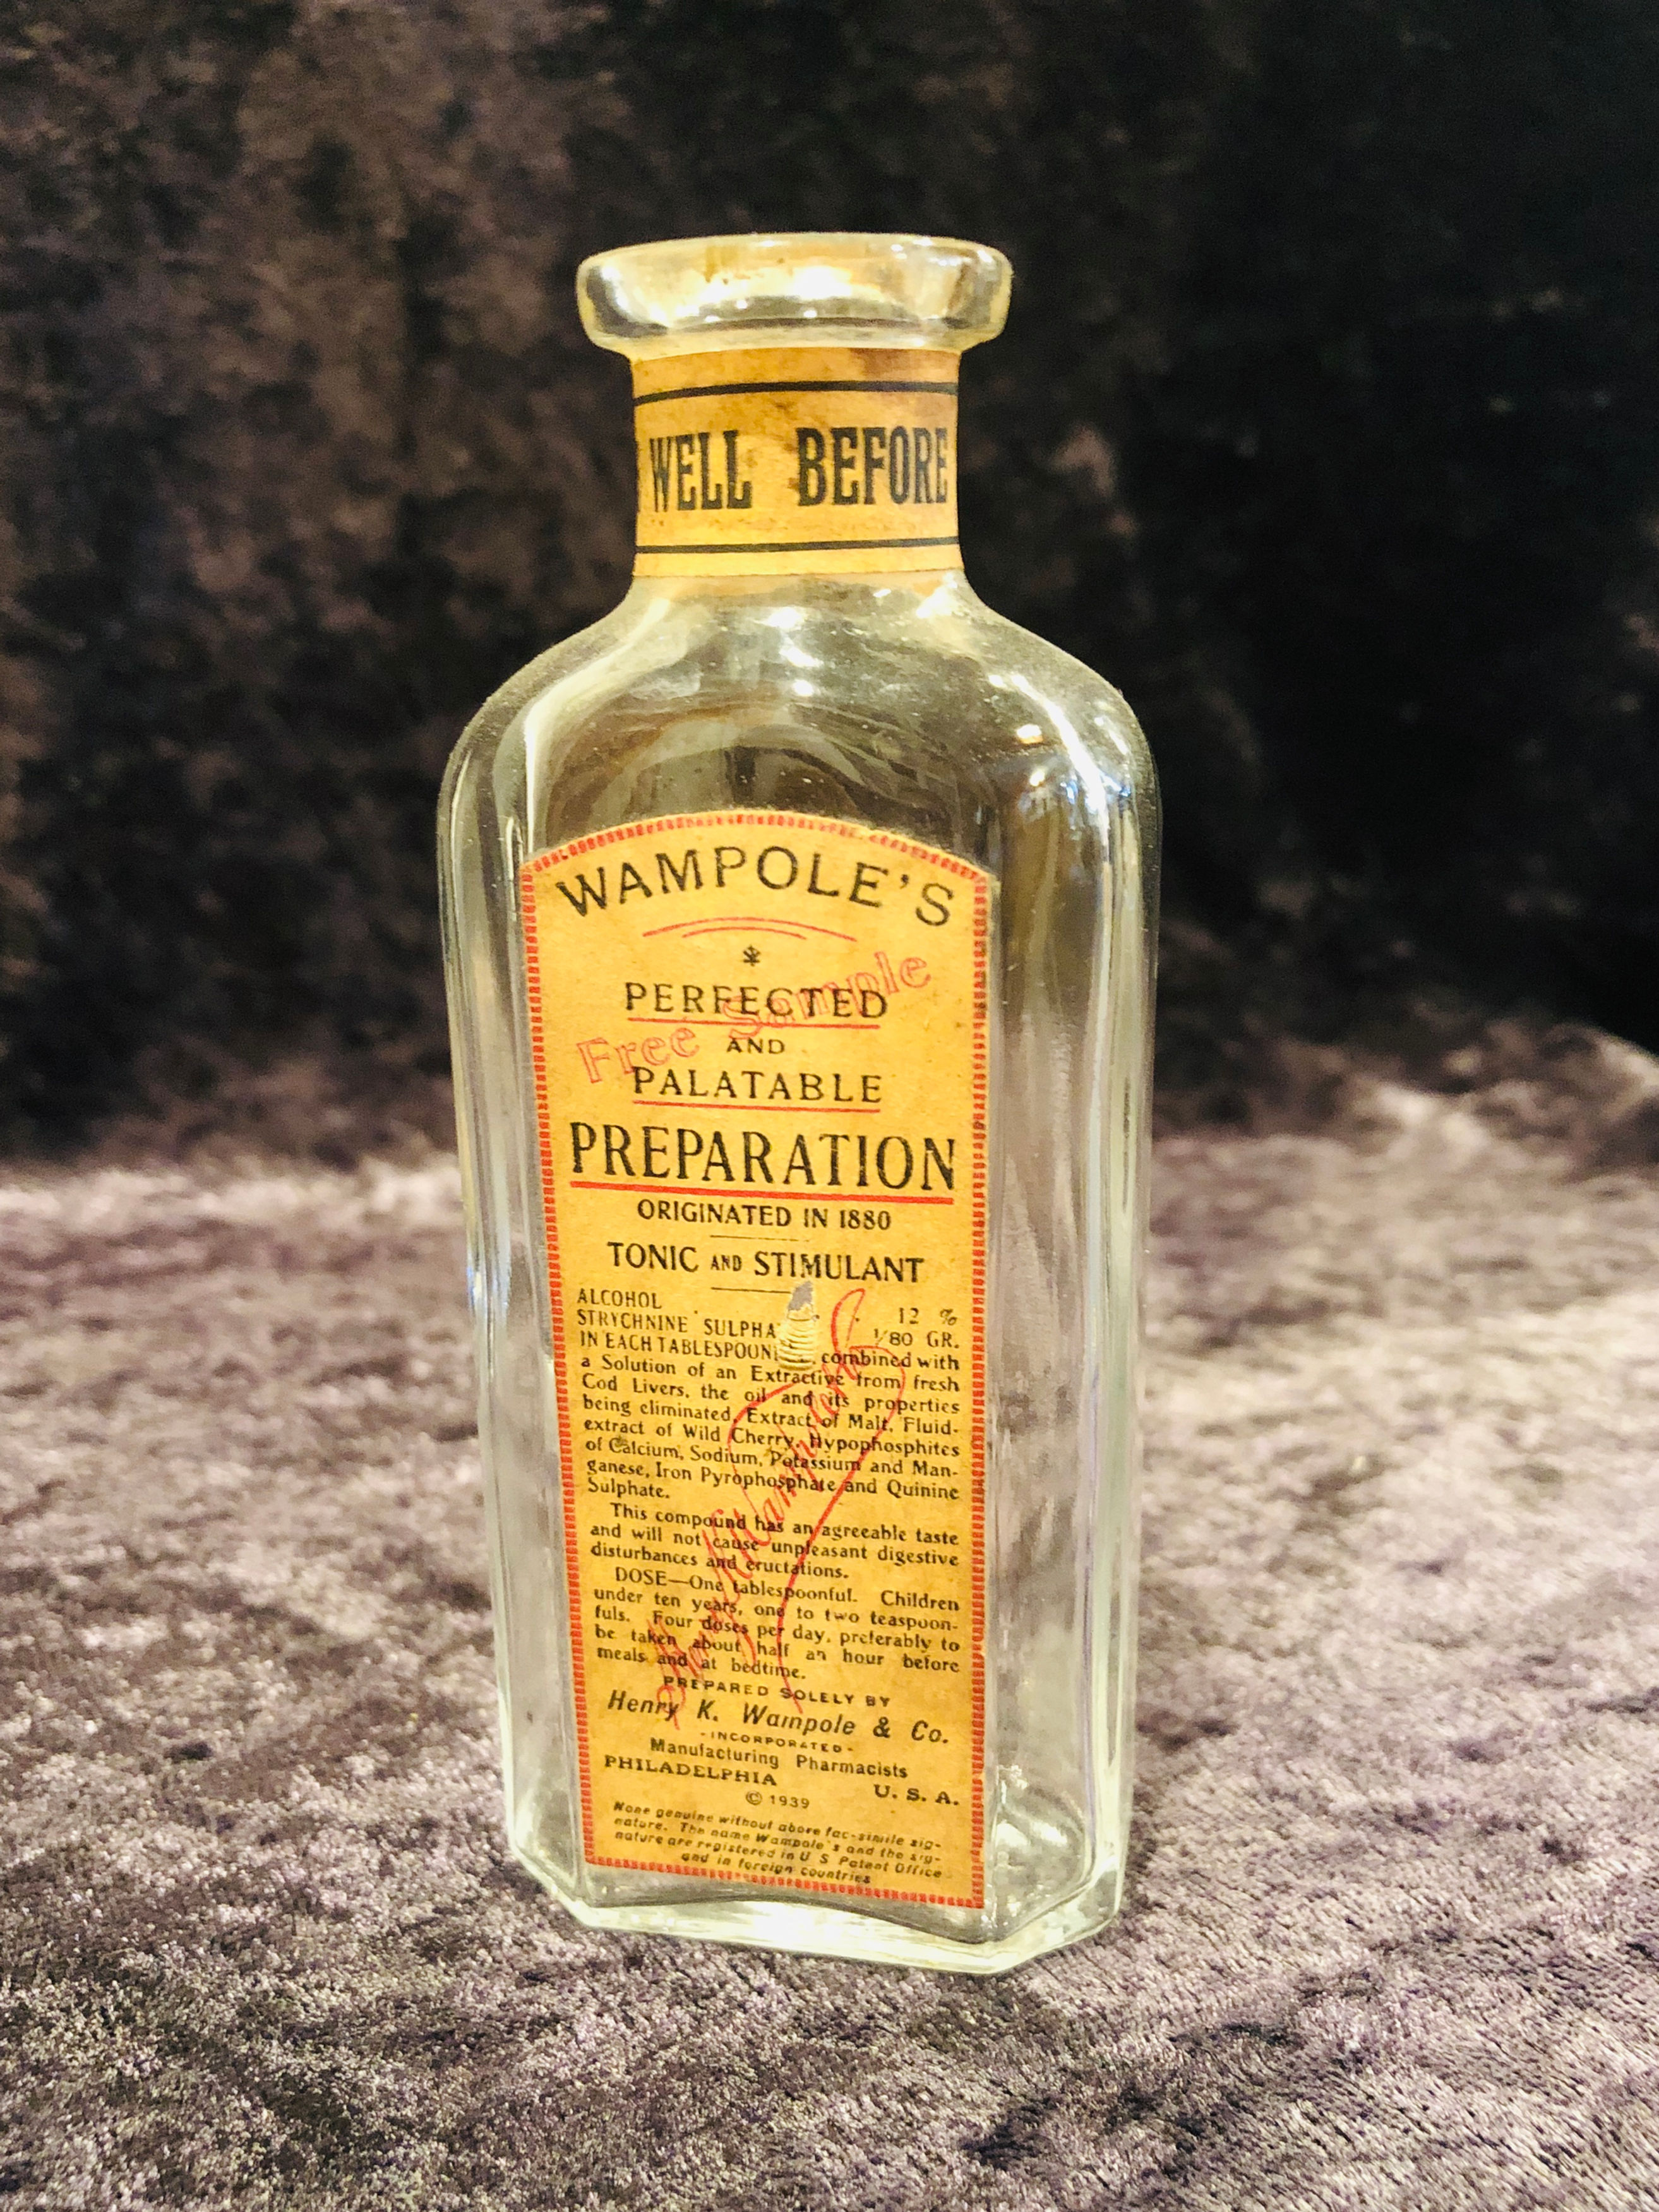 WELL BEFORE
WAMPOLE'S
Free Sample
PERFECTED
AND
PALATABLE
PREPARATION
ORIGINATED IN 1880
TONIC AND STIMULANT
ALCOHOL 12 %
STRYCHNINE SULPHA 1/80 GR.
IN EACH TABLESPOON combined with
a Solution of an Extractive from fresh
Cod Livers, the oil and its properties
being eliminated, Extract of Malt, Fluid-
extract of Wild Cherry, Hypophosphites
of Calcium, Sodium, Potassium and Man-
ganese, Iron Pyrophosphate and Quinine
Sulphate.
This compound has an agreeable taste
and will not cause unpleasant digestive
disturbances and eructations.
DOSE—One tablespoonful. Children
under ten years, one to two teaspoon-
fuls. Four doses per day, preferably to
be taken about half an hour before
meals and at bedtime.
PREPARED SOLELY BY
Henry K. Wampole & Co.
-INCORPORATED-
Manufacturing Pharmacists
PHILADELPHIA U. S. A.
© 1939
None genuine without above fac-simile sig-
nature. The name Wampole's and the sig-
nature are registered in U S Patent Office
and in foreign countries